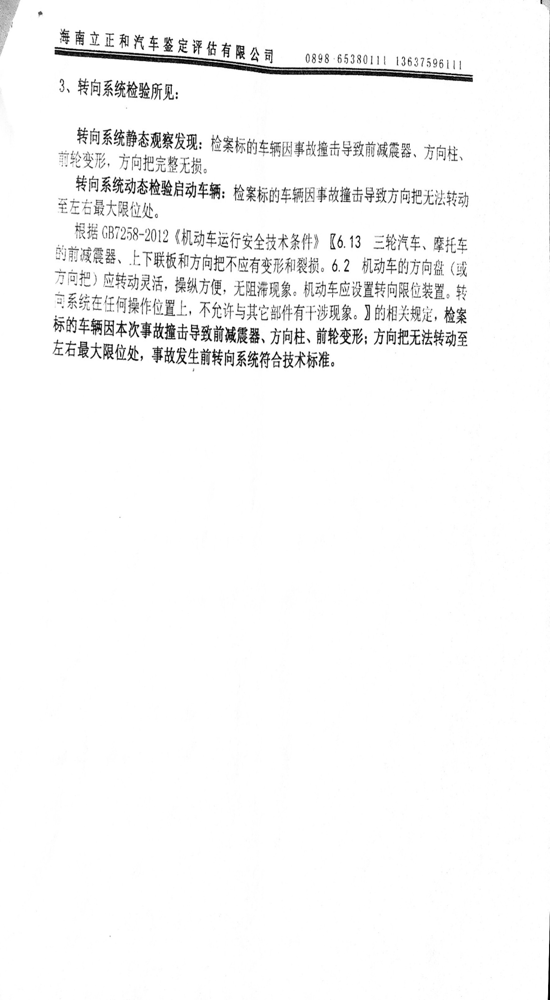 海南立正和汽车鉴定评估有限公司 0898-65380111 13637596111
3、转向系统检验所见：
转向系统静态观察发现：检案标的车辆因事故撞击导致前减震器、方向柱、
前轮变形，方向把完整无损。
转向系统动态检验启动车辆：检案标的车辆因事故撞击导致方向把无法转动
至左右最大限位处。
根据 GB7258-2012《机动车运行安全技术条件》〖6.13 三轮汽车、摩托车
的前减震器、上下联板和方向把不应有变形和裂损。6.2 机动车的方向盘（或
方向把）应转动灵活，操纵方便，无阻滞现象。机动车应设置转向限位装置。转
向系统在任何操作位置上，不允许与其它部件有干涉现象。〗的相关规定，检案
标的车辆因本次事故撞击导致前减震器、方向柱、前轮变形；方向把无法转动至
左右最大限位处，事故发生前转向系统符合技术标准。